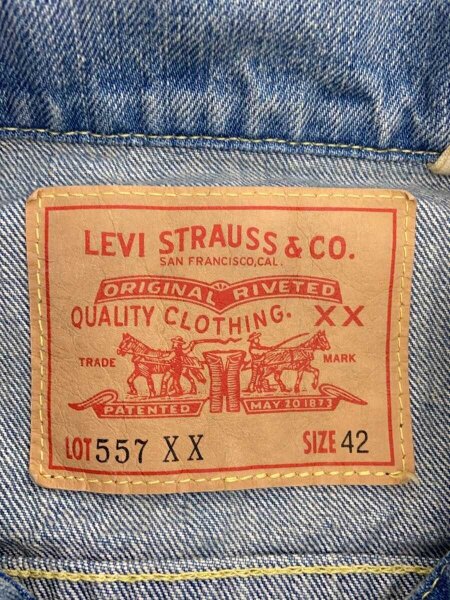 LEVI STRAUSS & CO.
SAN FRANCISCO, CAL.
ORIGINAL RIVETED
QUALITY CLOTHING. XX
TRADE MARK
PATENTED MAY 20 1873
LOT 557 XX SIZE 42